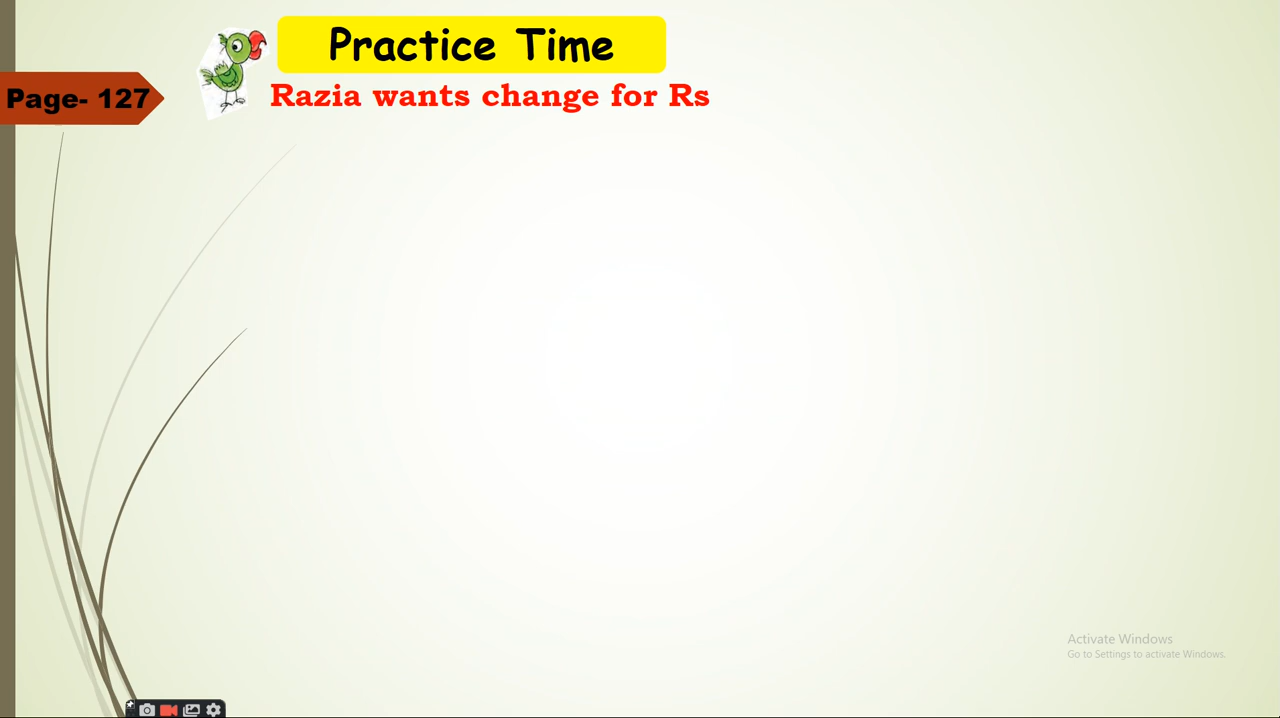 Practice Time
Page- 127
Razia wants change for Rs
Activate Windows
Go to Settings to activate Windows.